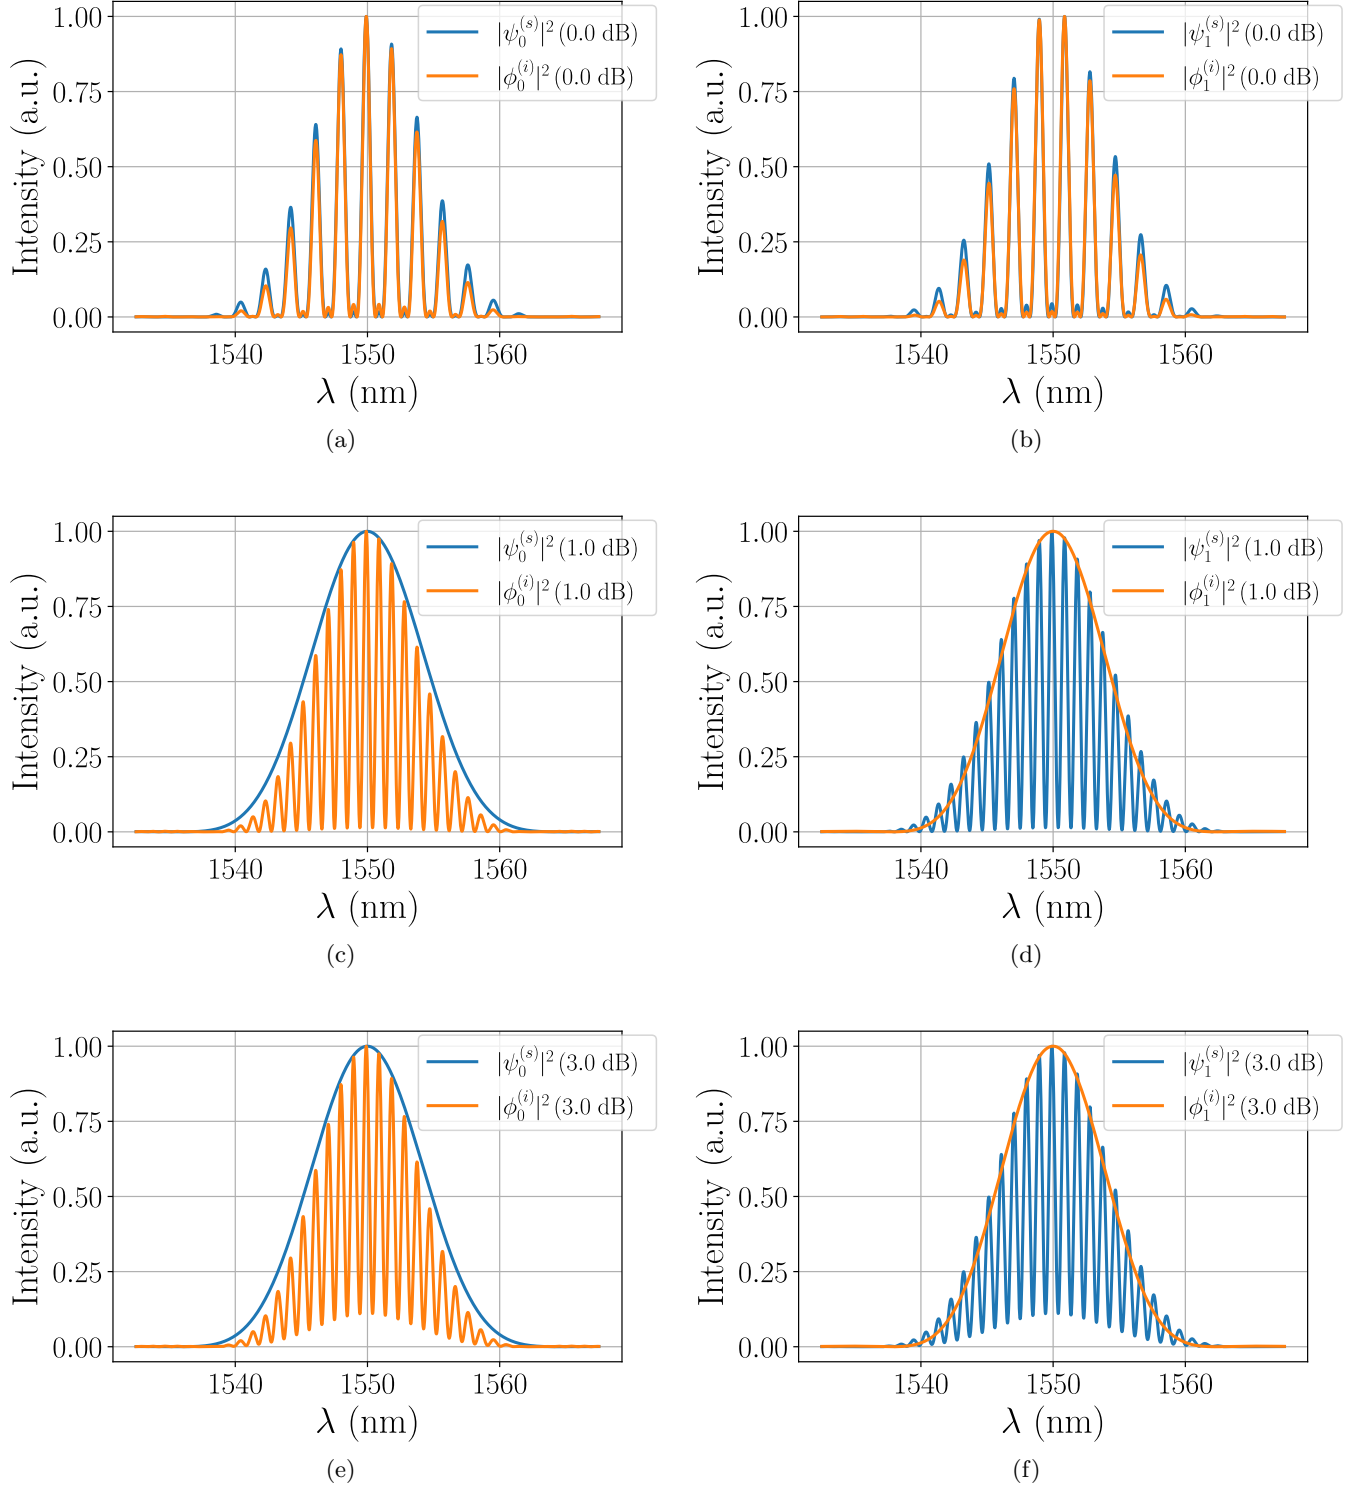 |ψ₀⁽ˢ⁾|² (0.0 dB)
|ϕ₀⁽ⁱ⁾|² (0.0 dB)
1.00
0.75
0.50
0.25
0.00
Intensity (a.u.)
1540 1550 1560
λ (nm)
(a)
|ψ₁⁽ˢ⁾|² (0.0 dB)
|ϕ₁⁽ⁱ⁾|² (0.0 dB)
1.00
0.75
0.50
0.25
0.00
Intensity (a.u.)
1540 1550 1560
λ (nm)
(b)
|ψ₀⁽ˢ⁾|² (1.0 dB)
|ϕ₀⁽ⁱ⁾|² (1.0 dB)
1.00
0.75
0.50
0.25
0.00
Intensity (a.u.)
1540 1550 1560
λ (nm)
(c)
|ψ₁⁽ˢ⁾|² (1.0 dB)
|ϕ₁⁽ⁱ⁾|² (1.0 dB)
1.00
0.75
0.50
0.25
0.00
Intensity (a.u.)
1540 1550 1560
λ (nm)
(d)
|ψ₀⁽ˢ⁾|² (3.0 dB)
|ϕ₀⁽ⁱ⁾|² (3.0 dB)
1.00
0.75
0.50
0.25
0.00
Intensity (a.u.)
1540 1550 1560
λ (nm)
(e)
|ψ₁⁽ˢ⁾|² (3.0 dB)
|ϕ₁⁽ⁱ⁾|² (3.0 dB)
1.00
0.75
0.50
0.25
0.00
Intensity (a.u.)
1540 1550 1560
λ (nm)
(f)